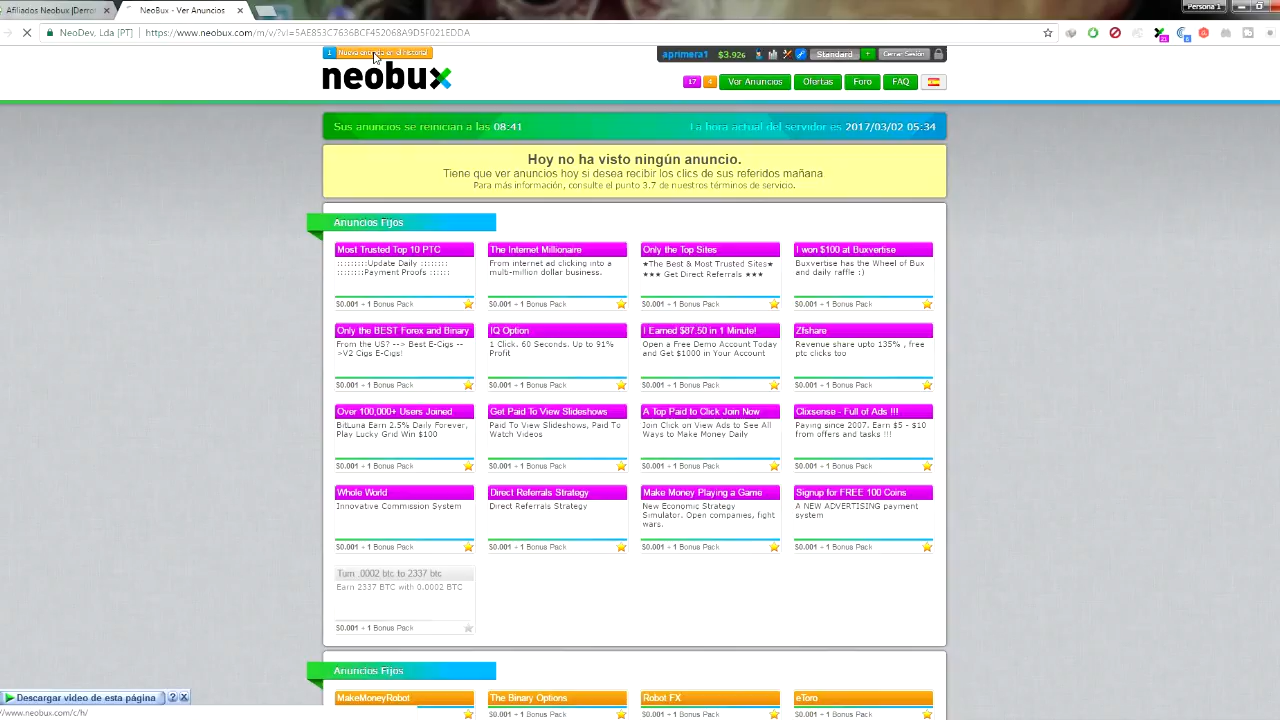 Afiliados Neobux |Derrot
NeoBux - Ver Anuncios
Persona 1
NeoDev, Lda [PT]
https://www.neobux.com/m/v/?vl=5AE853C7636BCF452068A9D5F021EDDA
1
Nueva entrada en el historial
aprimera1
$3.926
Standard
+
Cerrar Sesión
neobux
17
4
Ver Anuncios
Ofertas
Foro
FAQ
Sus anuncios se reinician a las 08:41
La hora actual del servidor es 2017/03/02 05:34
Hoy no ha visto ningún anuncio.
Tiene que ver anuncios hoy si desea recibir los clics de sus referidos mañana
Para más información, consulte el punto 3.7 de nuestros términos de servicio.
Anuncios Fijos
Most Trusted Top 10 PTC
::::::::Update Daily ::::::::
::::::::Payment Proofs ::::::
$0.001 + 1 Bonus Pack
The Internet Millionaire
From internet ad clicking into a
multi-million dollar business.
$0.001 + 1 Bonus Pack
Only the Top Sites
★The Best & Most Trusted Sites★
★★★ Get Direct Referrals ★★★
$0.001 + 1 Bonus Pack
I won $100 at Buxvertise
Buxvertise has the Wheel of Bux
and daily raffle :)
$0.001 + 1 Bonus Pack
Only the BEST Forex and Binary
From the US? --> Best E-Cigs --
>V2 Cigs E-Cigs!
$0.001 + 1 Bonus Pack
IQ Option
1 Click. 60 Seconds. Up to 91%
Profit
$0.001 + 1 Bonus Pack
I Earned $87.50 in 1 Minute!
Open a Free Demo Account Today
and Get $1000 in Your Account
$0.001 + 1 Bonus Pack
Zfshare
Revenue share upto 135% , free
ptc clicks too
$0.001 + 1 Bonus Pack
Over 100,000+ Users Joined
BitLuna Earn 2.5% Daily Forever,
Play Lucky Grid Win $100
$0.001 + 1 Bonus Pack
Get Paid To View Slideshows
Paid To View Slideshows, Paid To
Watch Videos
$0.001 + 1 Bonus Pack
A Top Paid to Click Join Now
Join Click on View Ads to See All
Ways to Make Money Daily
$0.001 + 1 Bonus Pack
Clixsense - Full of Ads !!!
Paying since 2007. Earn $5 - $10
from offers and tasks !!!
$0.001 + 1 Bonus Pack
Whole World
Innovative Commission System
$0.001 + 1 Bonus Pack
Direct Referrals Strategy
Direct Referrals Strategy
$0.001 + 1 Bonus Pack
Make Money Playing a Game
New Economic Strategy
Simulator. Open companies, fight
wars.
$0.001 + 1 Bonus Pack
Signup for FREE 100 Coins
A NEW ADVERTISING payment
system
$0.001 + 1 Bonus Pack
Turn .0002 btc to 2337 btc
Earn 2337 BTC with 0.0002 BTC
$0.001 + 1 Bonus Pack
Anuncios Fijos
MakeMoneyRobot
The Binary Options
Robot FX
eToro
Descargar vídeo de esta página
?
//www.neobux.com/c/h/